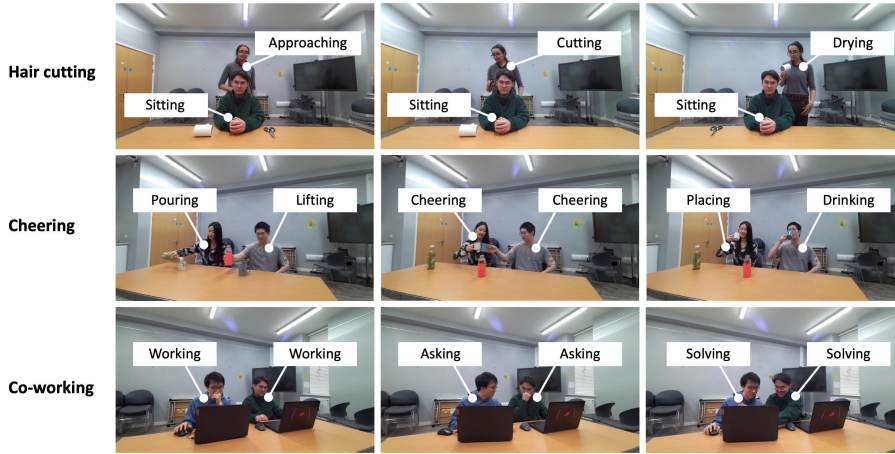 Hair cutting
Approaching
Sitting
Cutting
Sitting
Drying
Sitting
Cheering
Pouring
Lifting
Cheering
Cheering
Placing
Drinking
Co-working
Working
Working
Asking
Asking
Solving
Solving